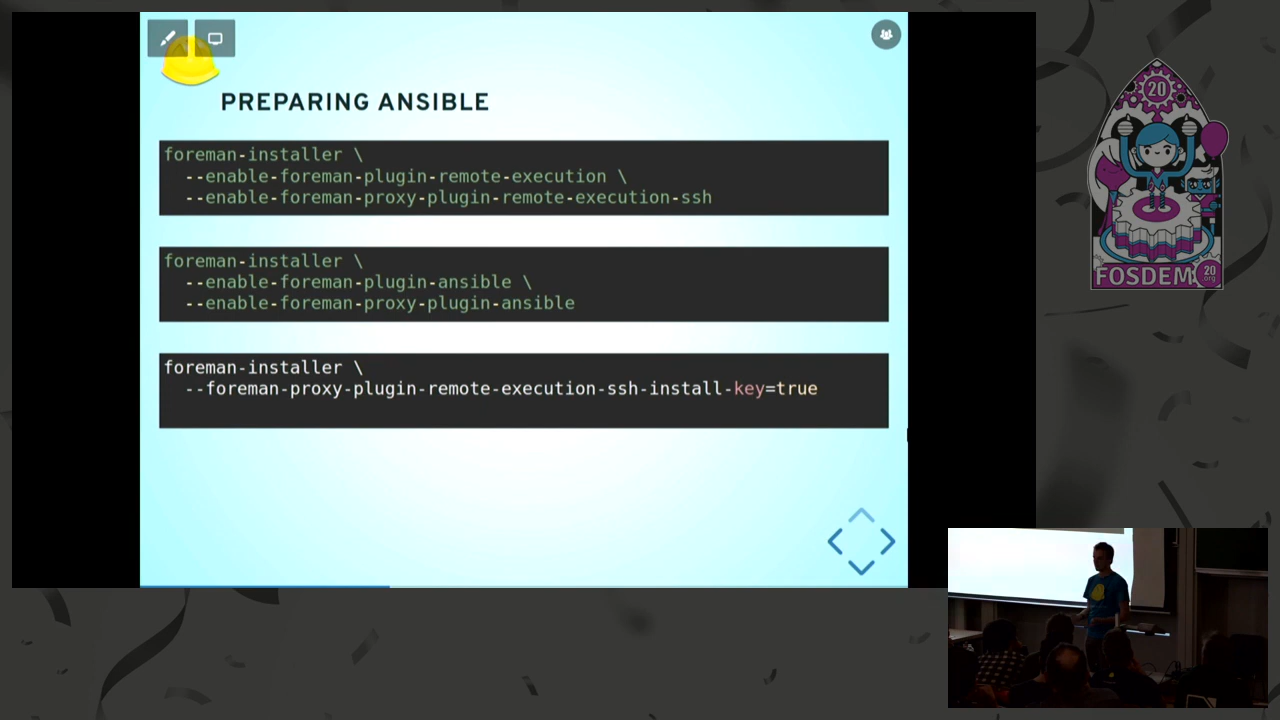 PREPARING ANSIBLE
foreman-installer \
--enable-foreman-plugin-remote-execution \
--enable-foreman-proxy-plugin-remote-execution-ssh
foreman-installer \
--enable-foreman-plugin-ansible \
--enable-foreman-proxy-plugin-ansible
foreman-installer \
--foreman-proxy-plugin-remote-execution-ssh-install-key=true
20
FOSDEM
20
.org